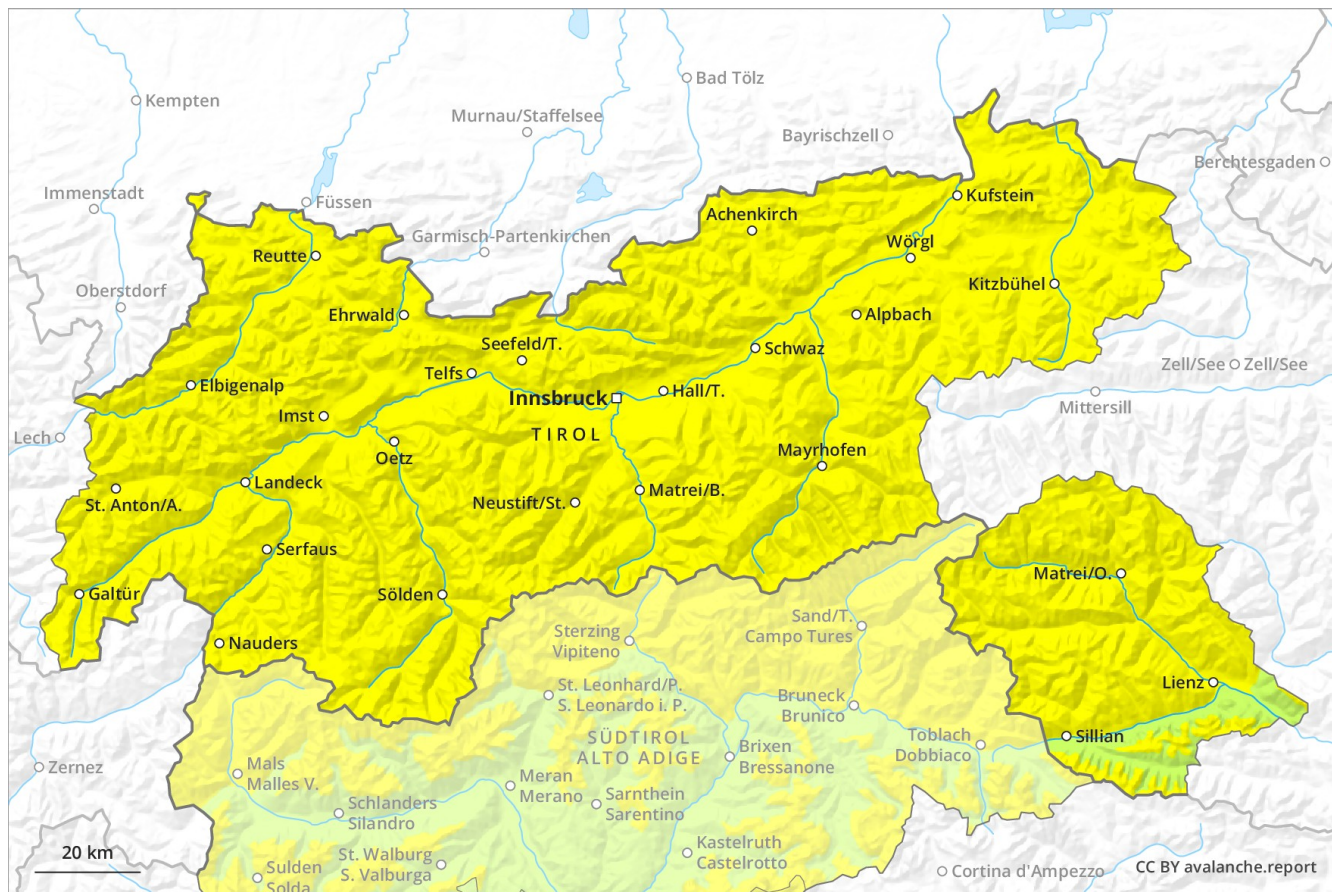 Kempten
Bad Tölz
Murnau/Staffelsee
Bayrischzell
Berchtesgaden
Immenstadt
Füssen
Kufstein
Achenkirch
Garmisch-Partenkirchen
Wörgl
Reutte
Oberstdorf
Kitzbühel
Ehrwald
Alpbach
Seefeld/T.
Schwaz
Zell/See
Zell/See
Telfs
Elbigenalp
Innsbruck
Hall/T.
Mittersill
Imst
TIROL
Lech
Oetz
Mayrhofen
Landeck
St. Anton/A.
Neustift/St.
Matrei/B.
Serfaus
Matrei/O.
Galtür
Sölden
Sand/T.
Campo Tures
Sterzing
Vipiteno
Nauders
Lienz
St. Leonhard/P.
S. Leonardo i. P.
Bruneck
Brunico
SÜDTIROL
ALTO ADIGE
Toblach
Dobbiaco
Sillian
Brixen
Bressanone
Zernez
Mals
Malles V.
Meran
Merano
Sarnthein
Sarentino
Schlanders
Silandro
Kastelruth
Castelrotto
20 km
St. Walburg
S. Valburga
Sulden
Solda
Cortina d'Ampezzo
CC BY avalanche.report